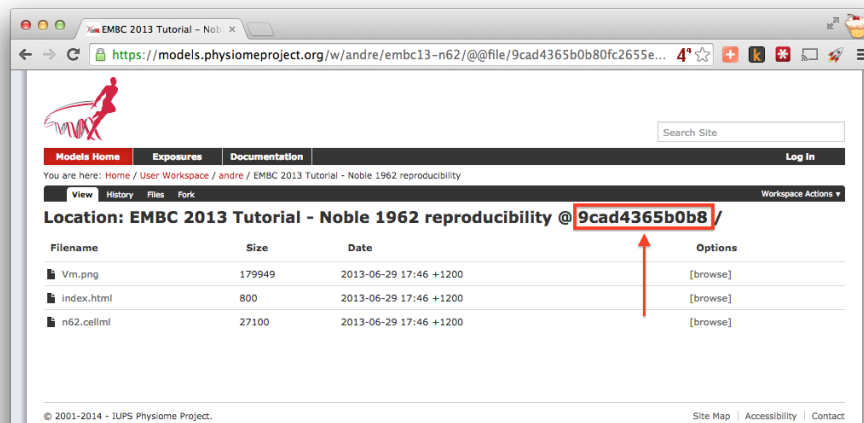 EMBC 2013 Tutorial - Nob
https://models.physiomeproject.org/w/andre/embc13-n62/@@file/9cad4365b0b80fc2655e...
Search Site
Models Home Exposures Documentation Log In
You are here: Home / User Workspace / andre / EMBC 2013 Tutorial - Noble 1962 reproducibility
View History Files Fork Workspace Actions ▾
Location: EMBC 2013 Tutorial - Noble 1962 reproducibility @ 9cad4365b0b8 /
Filename Size Date Options
Vm.png 179949 2013-06-29 17:46 +1200 [browse]
index.html 800 2013-06-29 17:46 +1200 [browse]
n62.cellml 27100 2013-06-29 17:46 +1200 [browse]
© 2001-2014 - IUPS Physiome Project. Site Map | Accessibility | Contact